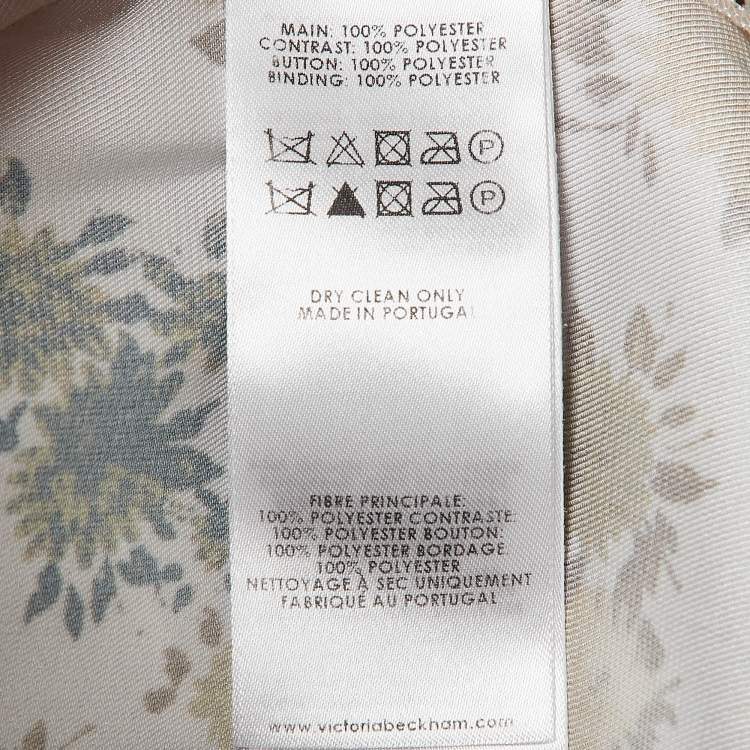 MAIN: 100% POLYESTER
CONTRAST: 100% POLYESTER
BUTTON: 100% POLYESTER
BINDING: 100% POLYESTER
P
P
DRY CLEAN ONLY
MADE IN PORTUGAL
FIBRE PRINCIPALE:
100% POLYESTER CONTRASTE:
100% POLYESTER BOUTON:
100% POLYESTER BORDAGE:
100% POLYESTER
NETTOYAGE À SEC UNIQUEMENT
FABRIQUÉ AU PORTUGAL
www.victoriabeckham.com